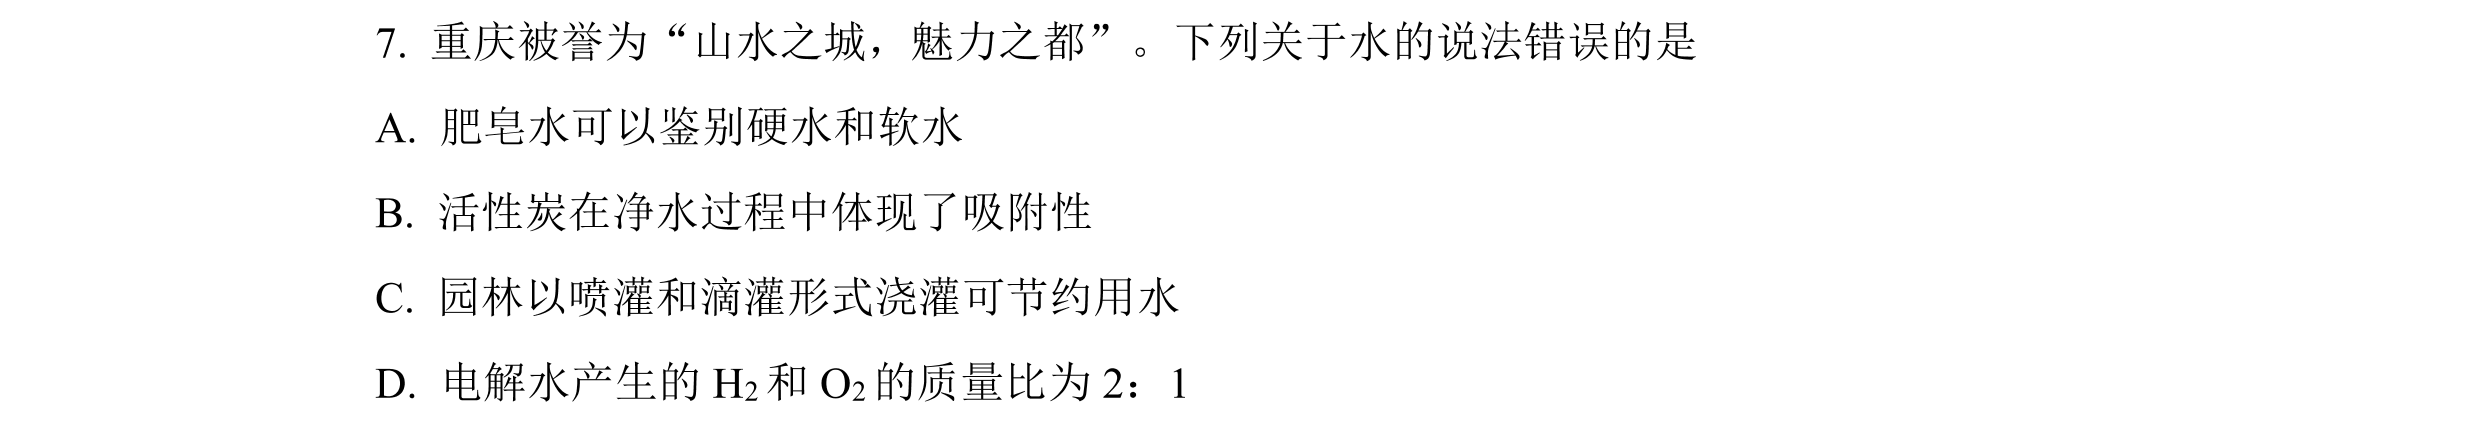 7. 重庆被誉为“山水之城，魅力之都”。下列关于水的说法错误的是
A. 肥皂水可以鉴别硬水和软水
B. 活性炭在净水过程中体现了吸附性
C. 园林以喷灌和滴灌形式浇灌可节约用水
D. 电解水产生的 H₂和 O₂的质量比为 2：1